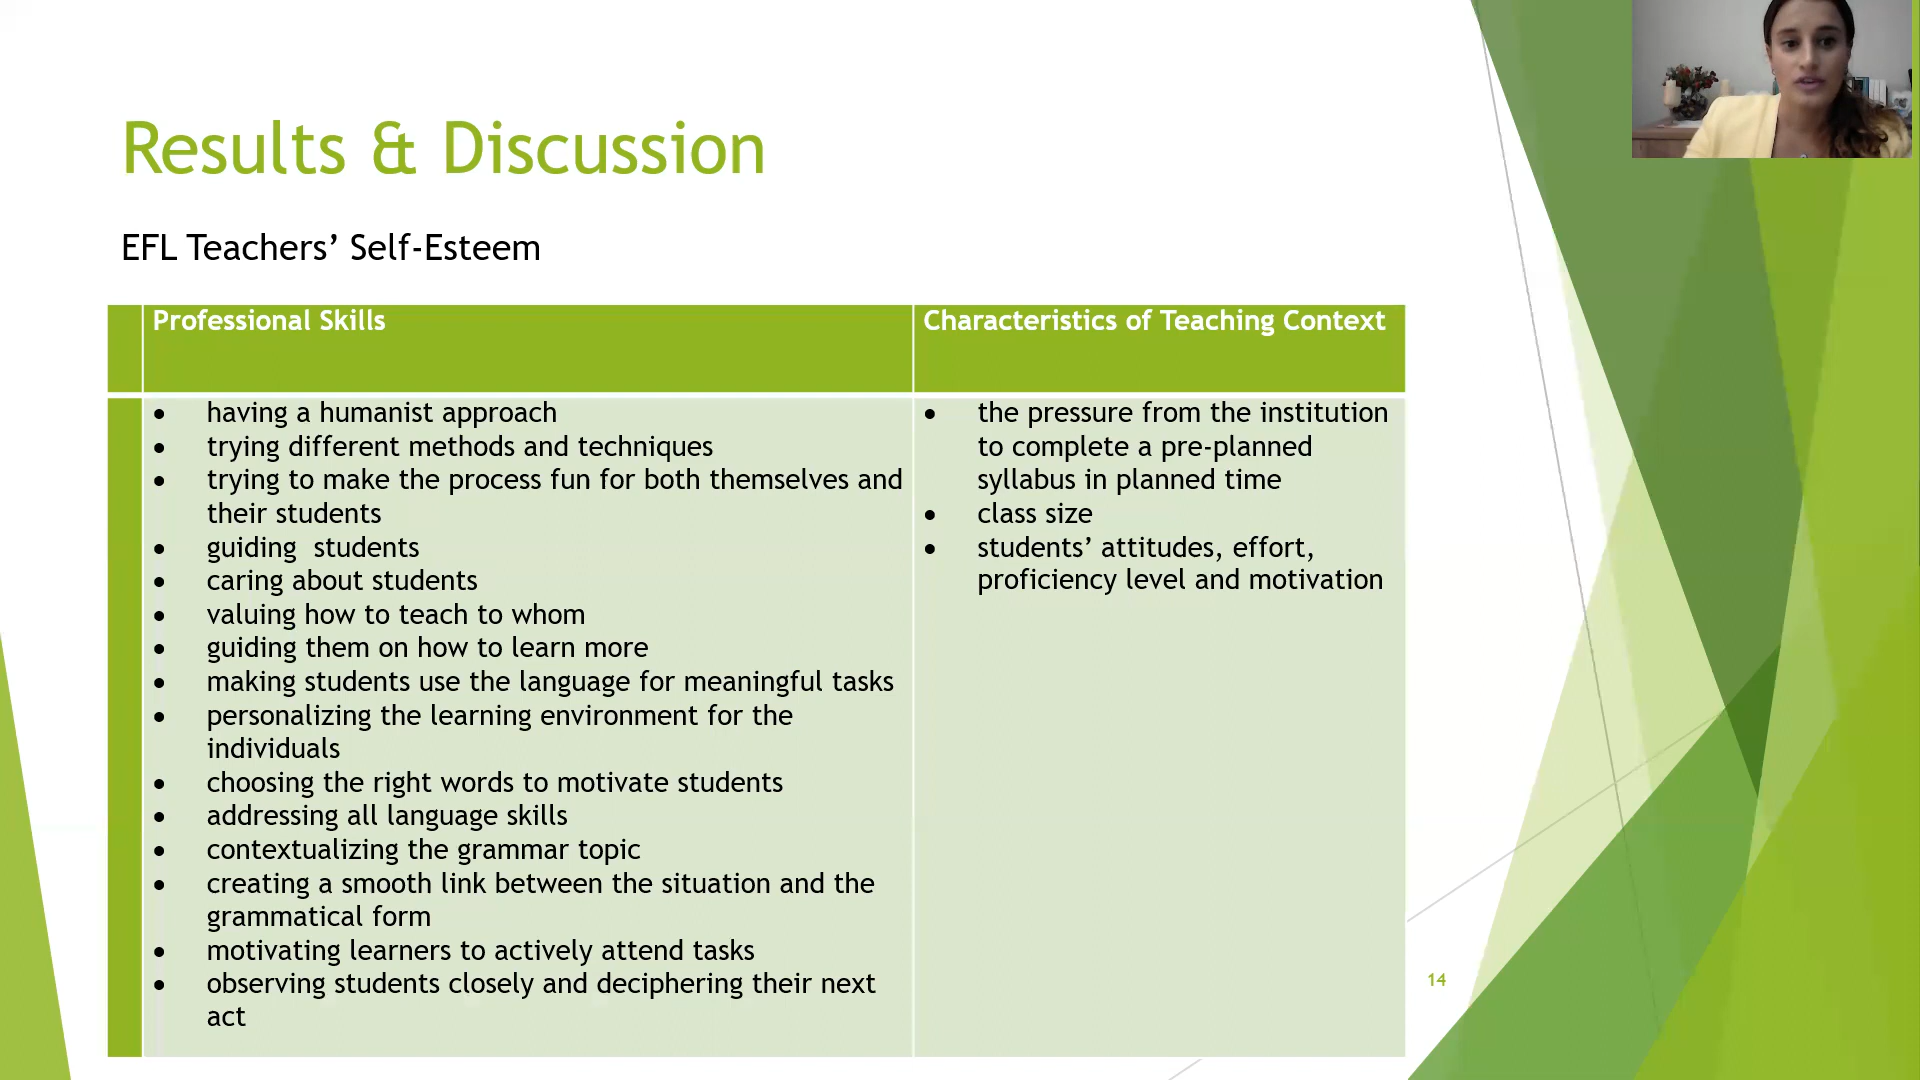 Results & Discussion
EFL Teachers’ Self-Esteem
Professional Skills
• having a humanist approach
• trying different methods and techniques
• trying to make the process fun for both themselves and
their students
• guiding  students
• caring about students
• valuing how to teach to whom
• guiding them on how to learn more
• making students use the language for meaningful tasks
• personalizing the learning environment for the
individuals
• choosing the right words to motivate students
• addressing all language skills
• contextualizing the grammar topic
• creating a smooth link between the situation and the
grammatical form
• motivating learners to actively attend tasks
• observing students closely and deciphering their next
act
Characteristics of Teaching Context
• the pressure from the institution
to complete a pre-planned
syllabus in planned time
• class size
• students’ attitudes, effort,
proficiency level and motivation
14